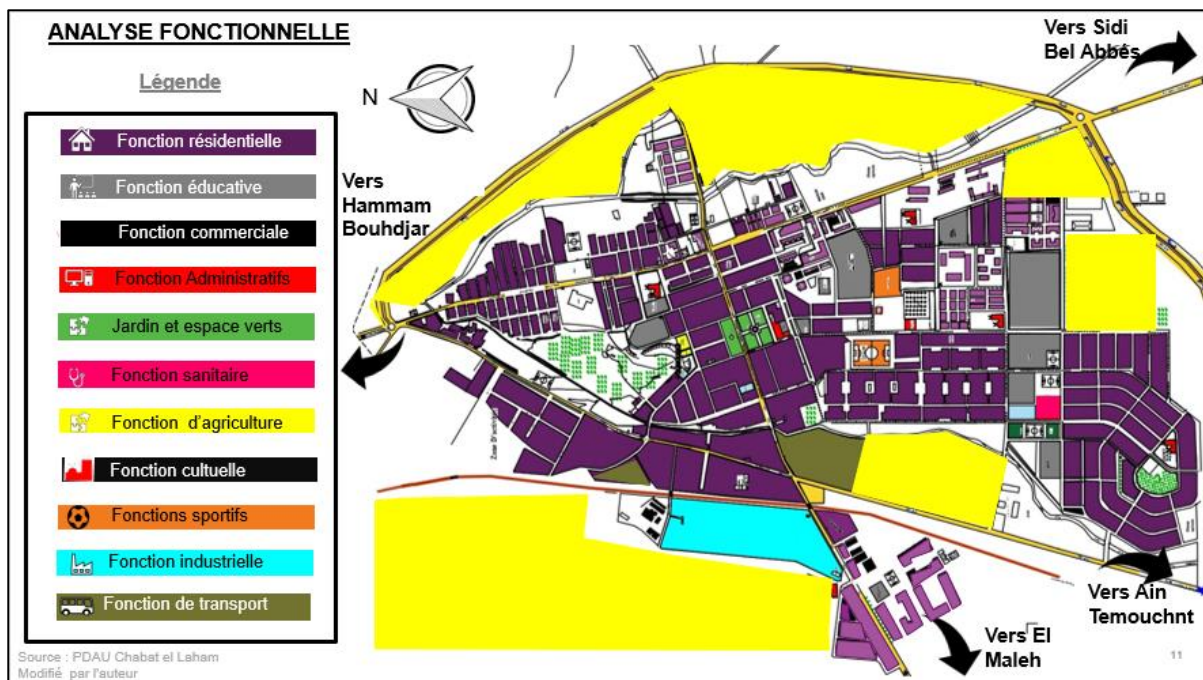 ANALYSE FONCTIONNELLE
Légende
Fonction résidentielle
Fonction éducative
Fonction commerciale
Fonction Administratifs
Jardin et espace verts
Fonction sanitaire
Fonction d'agriculture
Fonction cultuelle
Fonctions sportifs
Fonction industrielle
Fonction de transport
Source : PDAU Chabat el Laham
Modifié par l'auteur
N
Vers
Hammam
Bouhdjar
Vers Sidi
Bel Abbés
Vers Ain
Temouchnt
Vers El
Maleh
11